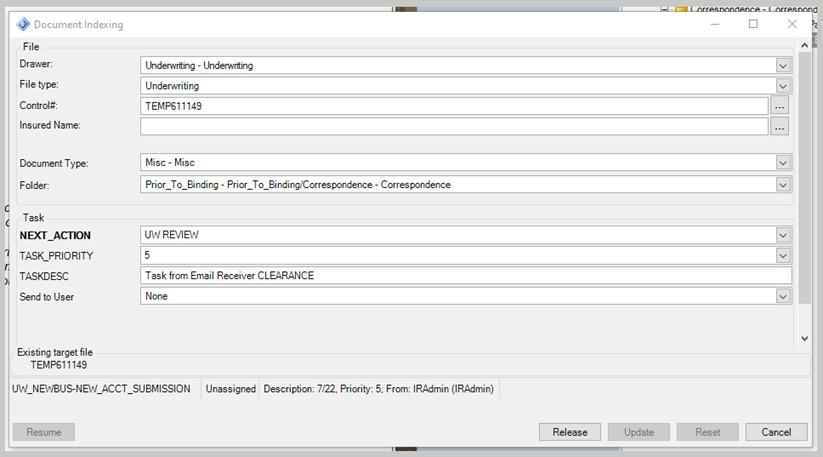 Correspondence - Correspond
Document Indexing
File
Drawer: Underwriting - Underwriting
File type: Underwriting
Control#: TEMP611149 ...
Insured Name: ...
Document Type: Misc - Misc
Folder: Prior_To_Binding - Prior_To_Binding/Correspondence - Correspondence
Task
NEXT_ACTION UW REVIEW
TASK_PRIORITY 5
TASKDESC Task from Email Receiver CLEARANCE
Send to User None
Existing target file
TEMP611149
UW_NEWBUS-NEW_ACCT_SUBMISSION Unassigned Description: 7/22, Priority: 5, From: IRAdmin (IRAdmin)
Resume Release Update Reset Cancel